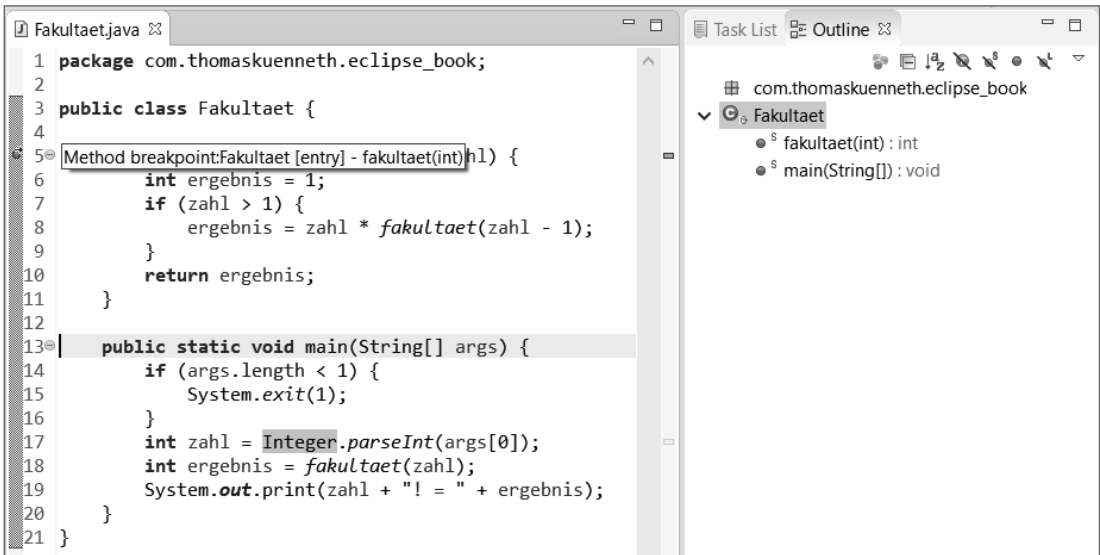 Fakultaet.java
1 package com.thomaskuenneth.eclipse_book;
2
3 public class Fakultaet {
4
5 Method breakpoint:Fakultaet [entry] - fakultaet(int) hl) {
6 int ergebnis = 1;
7 if (zahl > 1) {
8 ergebnis = zahl * fakultaet(zahl - 1);
9 }
10 return ergebnis;
11 }
12
13 public static void main(String[] args) {
14 if (args.length < 1) {
15 System.exit(1);
16 }
17 int zahl = Integer.parseInt(args[0]);
18 int ergebnis = fakultaet(zahl);
19 System.out.print(zahl + "! = " + ergebnis);
20 }
21 }
Task List Outline
com.thomaskuenneth.eclipse_book
Fakultaet
S fakultaet(int) : int
S main(String[]) : void